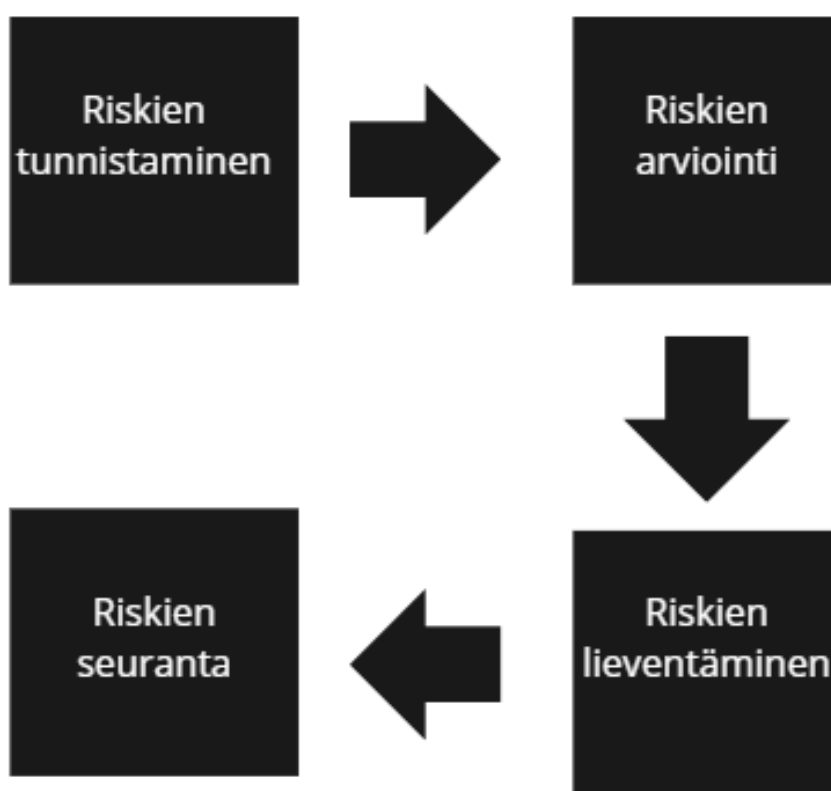 Riskien
tunnistaminen
Riskien
arviointi
Riskien
lieventäminen
Riskien
seuranta